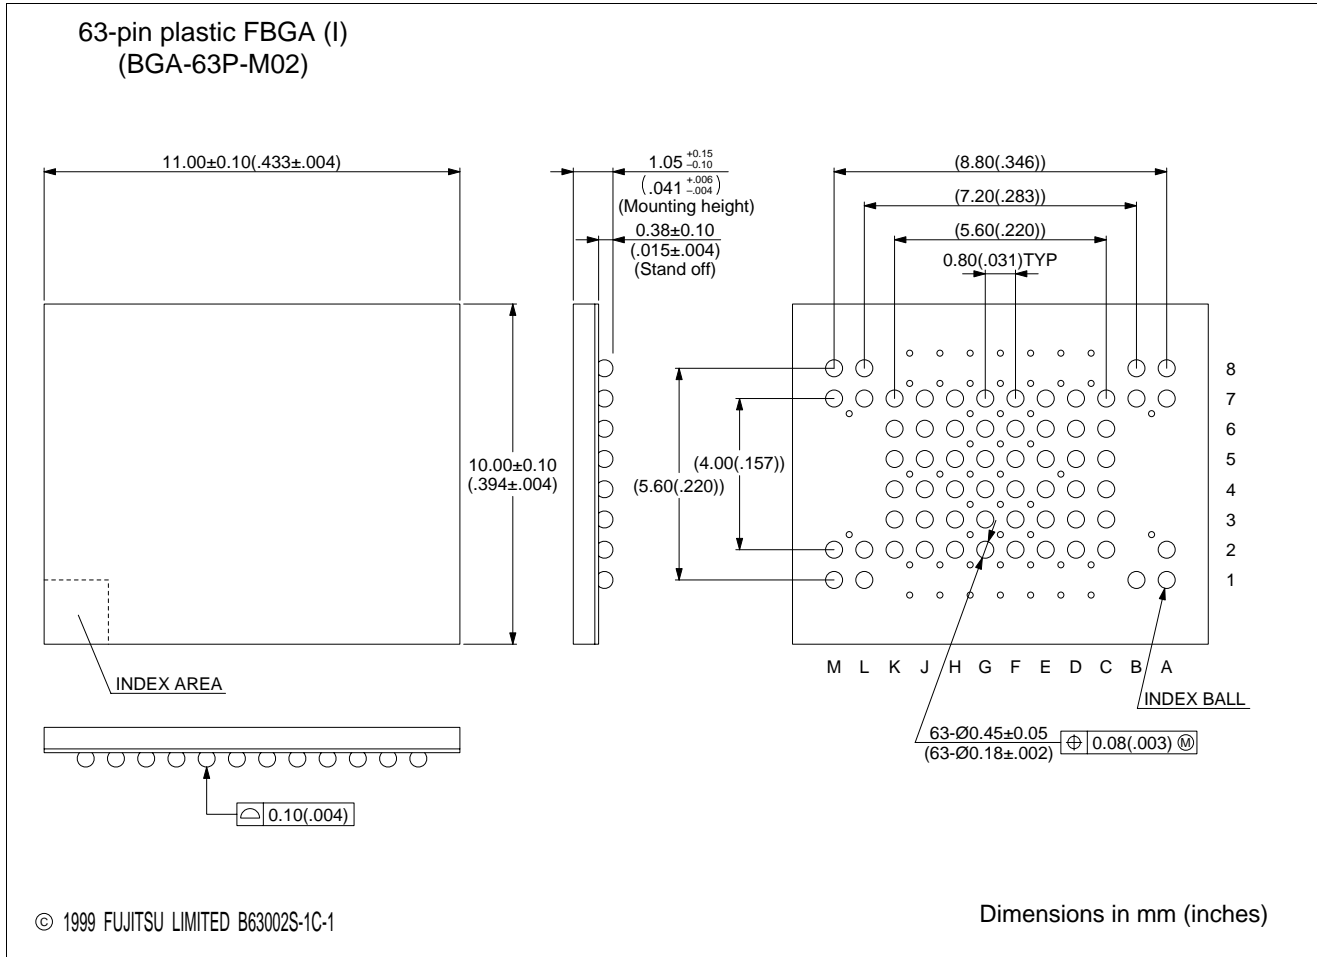 63-pin plastic FBGA (I)
(BGA-63P-M02)
11.00±0.10(.433±.004)
1.05 +0.15 –0.10
(.041 +.006 –.004)
(Mounting height)
0.38±0.10
(.015±.004)
(Stand off)
(8.80(.346))
(7.20(.283))
(5.60(.220))
0.80(.031)TYP
10.00±0.10
(.394±.004)
(4.00(.157))
(5.60(.220))
8
7
6
5
4
3
2
1
M L K J H G F E D C B A
INDEX AREA
INDEX BALL
63-Ø0.45±0.05
(63-Ø0.18±.002)
⌖ 0.08(.003) Ⓜ
⌓ 0.10(.004)
© 1999 FUJITSU LIMITED B63002S-1C-1
Dimensions in mm (inches)